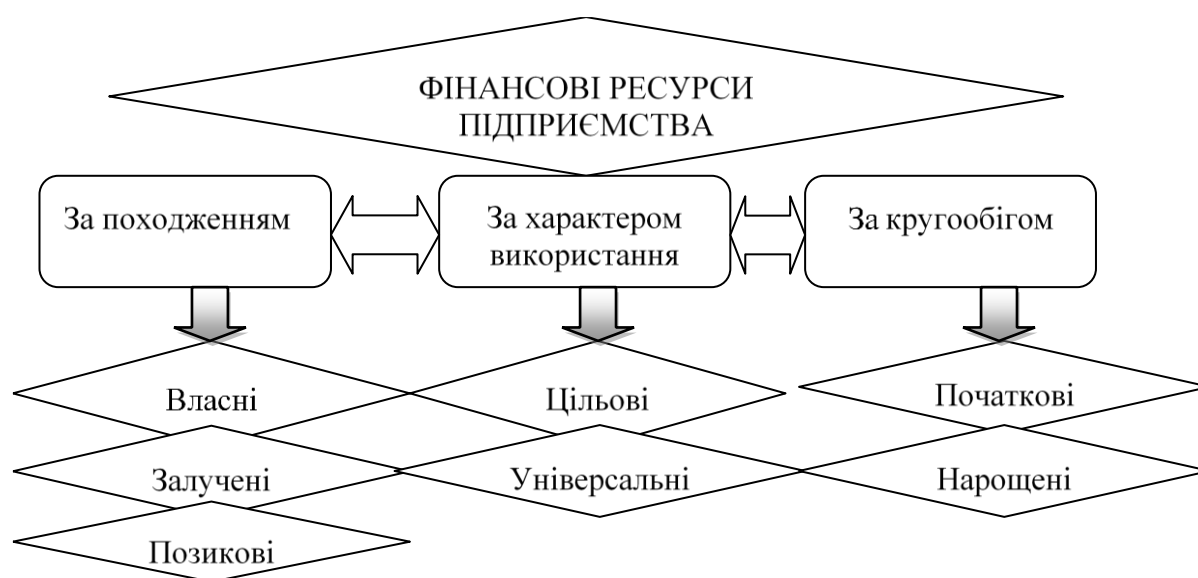 ФІНАНСОВІ РЕСУРСИ
ПІДПРИЄМСТВА
За походженням
За характером
використання
За кругообігом
Власні
Цільові
Початкові
Залучені
Універсальні
Нарощені
Позикові